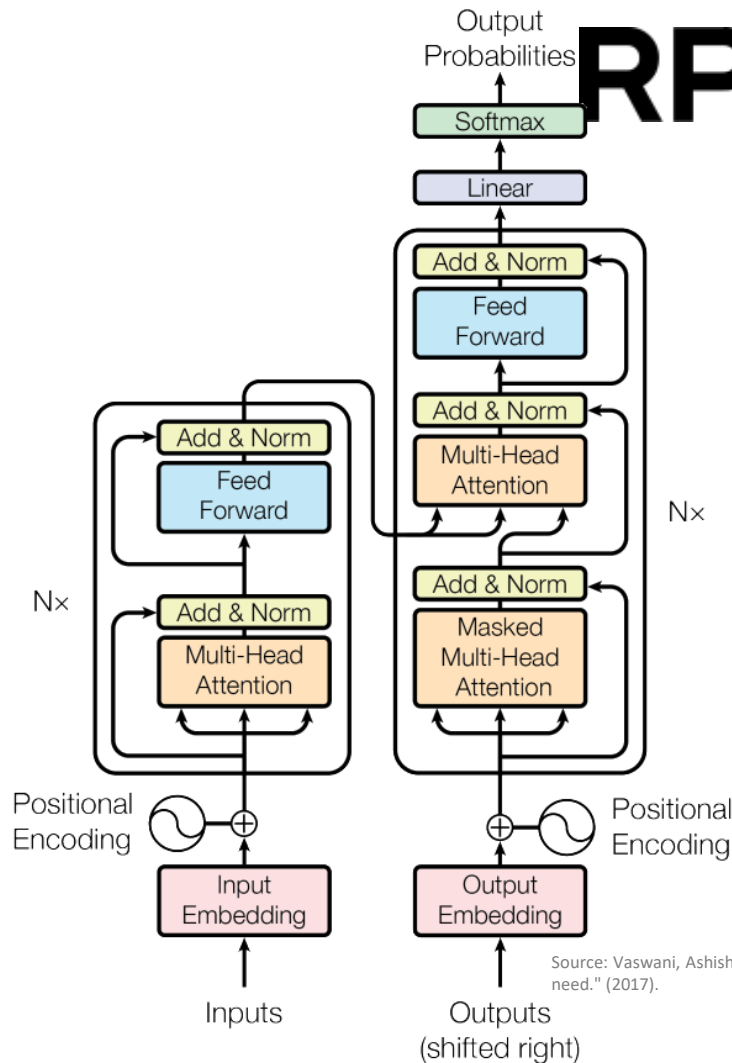 Output
Probabilities
RP
Softmax
Linear
Add & Norm
Feed
Forward
Add & Norm
Multi-Head
Attention
Nx
Add & Norm
Masked
Multi-Head
Attention
Add & Norm
Feed
Forward
Nx
Add & Norm
Multi-Head
Attention
Positional
Encoding
Positional
Encoding
Input
Embedding
Output
Embedding
Inputs
Outputs
(shifted right)
Source: Vaswani, Ashish
need." (2017).